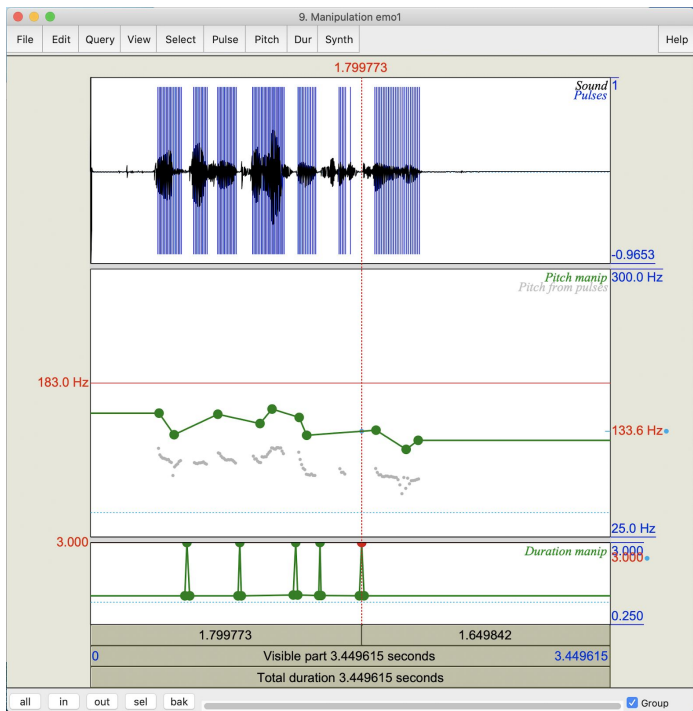 9. Manipulation emo1
File Edit Query View Select Pulse Pitch Dur Synth Help
1.799773
Sound 1
Pulses
-0.9653
Pitch manip 300.0 Hz
Pitch from pulses
183.0 Hz
133.6 Hz
25.0 Hz
3.000 Duration manip 3.000
3.000
0.250
1.799773 1.649842
0 Visible part 3.449615 seconds 3.449615
Total duration 3.449615 seconds
all in out sel bak Group